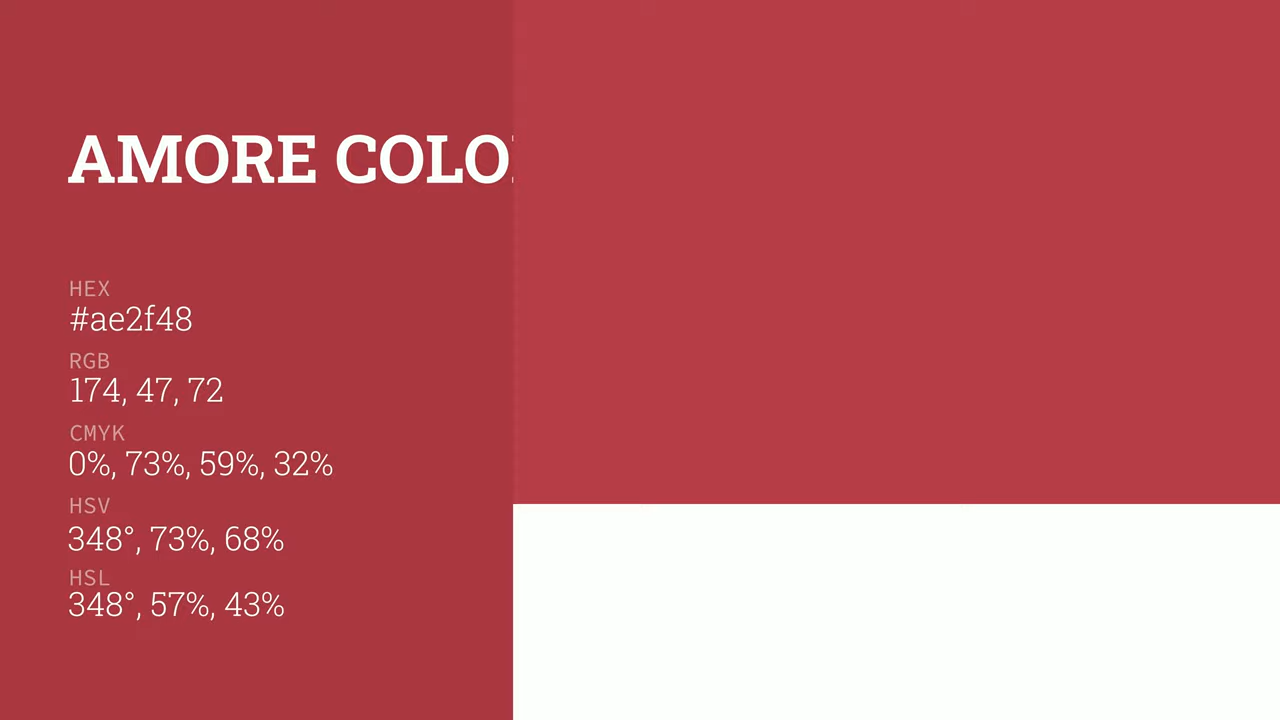 AMORE COLO
HEX
#ae2f48
RGB
174, 47, 72
CMYK
0%, 73%, 59%, 32%
HSV
348°, 73%, 68%
HSL
348°, 57%, 43%